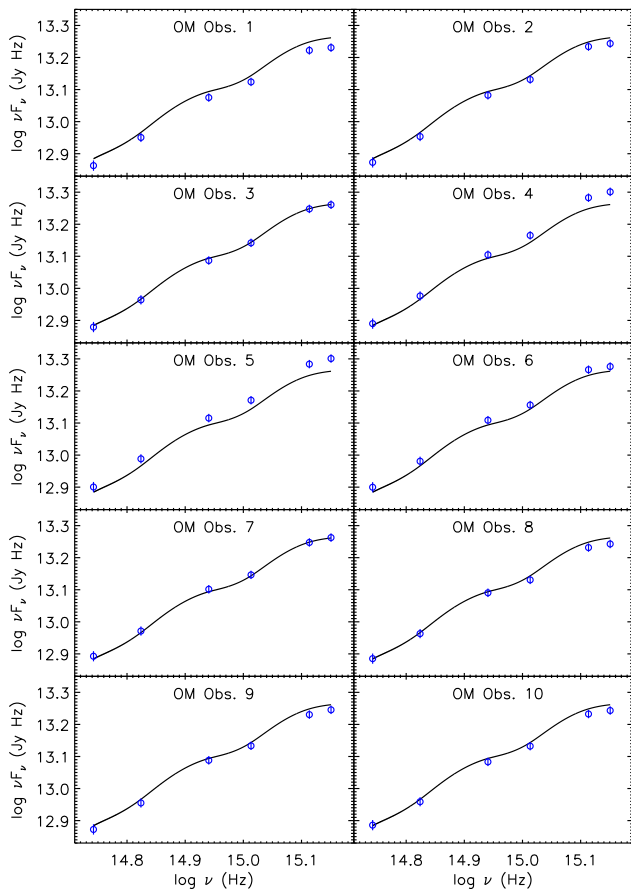 OM Obs. 1
OM Obs. 2
13.3
13.2
13.1
13.0
12.9
log νFν (Jy Hz)
OM Obs. 3
OM Obs. 4
13.3
13.2
13.1
13.0
12.9
log νFν (Jy Hz)
OM Obs. 5
OM Obs. 6
13.3
13.2
13.1
13.0
12.9
log νFν (Jy Hz)
OM Obs. 7
OM Obs. 8
13.3
13.2
13.1
13.0
12.9
log νFν (Jy Hz)
OM Obs. 9
OM Obs. 10
13.3
13.2
13.1
13.0
12.9
log νFν (Jy Hz)
14.8 14.9 15.0 15.1
14.8 14.9 15.0 15.1
log ν (Hz)
log ν (Hz)